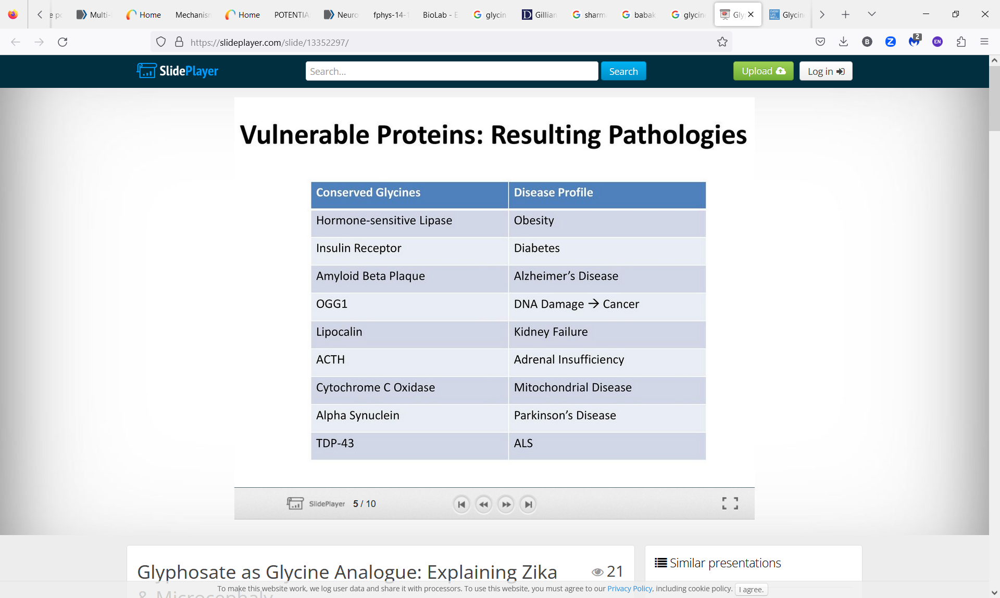 Multi-
Home
Mechanism
Home
POTENTIA
Neuro
fphys-14-1
BioLab - E
glycin
Gillian
sharm
babak
glycin
Gly
Glycin
https://slideplayer.com/slide/13352297/
2
EN
SlidePlayer
Search...
Search
Upload
Log in
Vulnerable Proteins: Resulting Pathologies
Conserved Glycines Disease Profile
Hormone-sensitive Lipase Obesity
Insulin Receptor Diabetes
Amyloid Beta Plaque Alzheimer’s Disease
OGG1 DNA Damage → Cancer
Lipocalin Kidney Failure
ACTH Adrenal Insufficiency
Cytochrome C Oxidase Mitochondrial Disease
Alpha Synuclein Parkinson’s Disease
TDP-43 ALS
SlidePlayer 5 / 10
Glyphosate as Glycine Analogue: Explaining Zika
& Microcephaly
21
Similar presentations
To make this website work, we log user data and share it with processors. To use this website, you must agree to our Privacy Policy, including cookie policy. I agree.